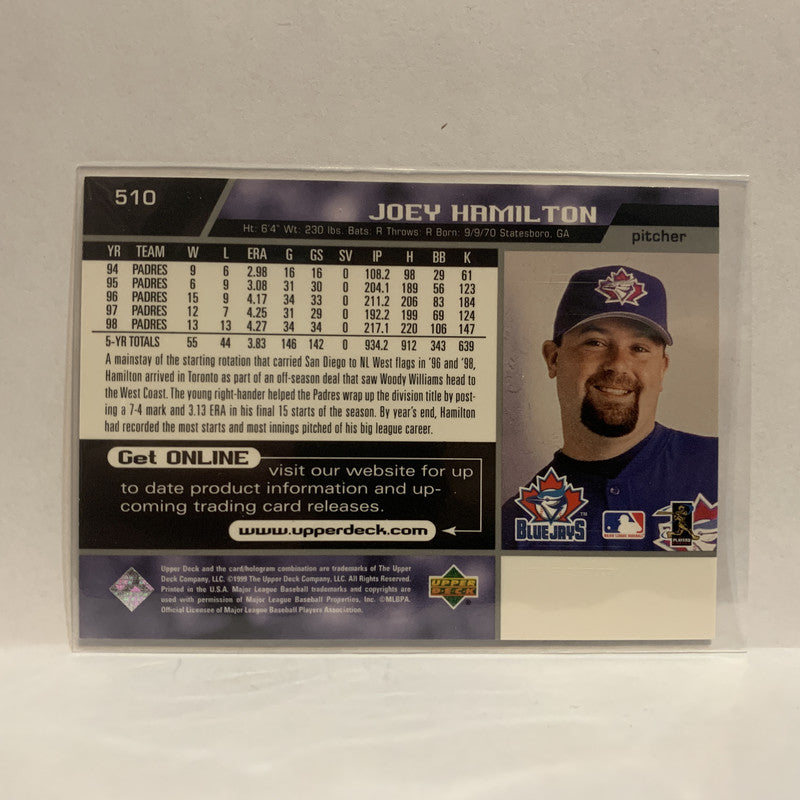 510
JOEY HAMILTON
Ht: 6'4" Wt: 230 lbs. Bats: R Throws: R Born: 9/9/70 Statesboro, GA
pitcher
YR TEAM W L ERA G GS SV IP H BB K
94 PADRES 9 6 2.98 16 16 0 108.2 98 29 61
95 PADRES 6 9 3.08 31 30 0 204.1 189 56 123
96 PADRES 15 9 4.17 34 33 0 211.2 206 83 184
97 PADRES 12 7 4.25 31 29 0 192.2 199 69 124
98 PADRES 13 13 4.27 34 34 0 217.1 220 106 147
5-YR TOTALS 55 44 3.83 146 142 0 934.2 912 343 639
A mainstay of the starting rotation that carried San Diego to NL West flags in '96 and '98,
Hamilton arrived in Toronto as part of an off-season deal that saw Woody Williams head to
the West Coast. The young right-hander helped the Padres wrap up the division title by post-
ing a 7-4 mark and 3.13 ERA in his final 15 starts of the season. By year's end, Hamilton
had recorded the most starts and most innings pitched of his big league career.
Get ONLINE
visit our website for up
to date product information and up-
coming trading card releases.
www.upperdeck.com
BLUE JAYS ™
MAJOR LEAGUE BASEBALL
PLAYERS
Upper Deck and the card/hologram combination are trademarks of The Upper
Deck Company, LLC. ©1999 The Upper Deck Company, LLC. All Rights Reserved.
Printed in the U.S.A. Major League Baseball trademarks and copyrights are
used with permission of Major League Baseball Properties, Inc. ©MLBPA.
Official Licensee of Major League Baseball Players Association.
UPPER
DECK ®